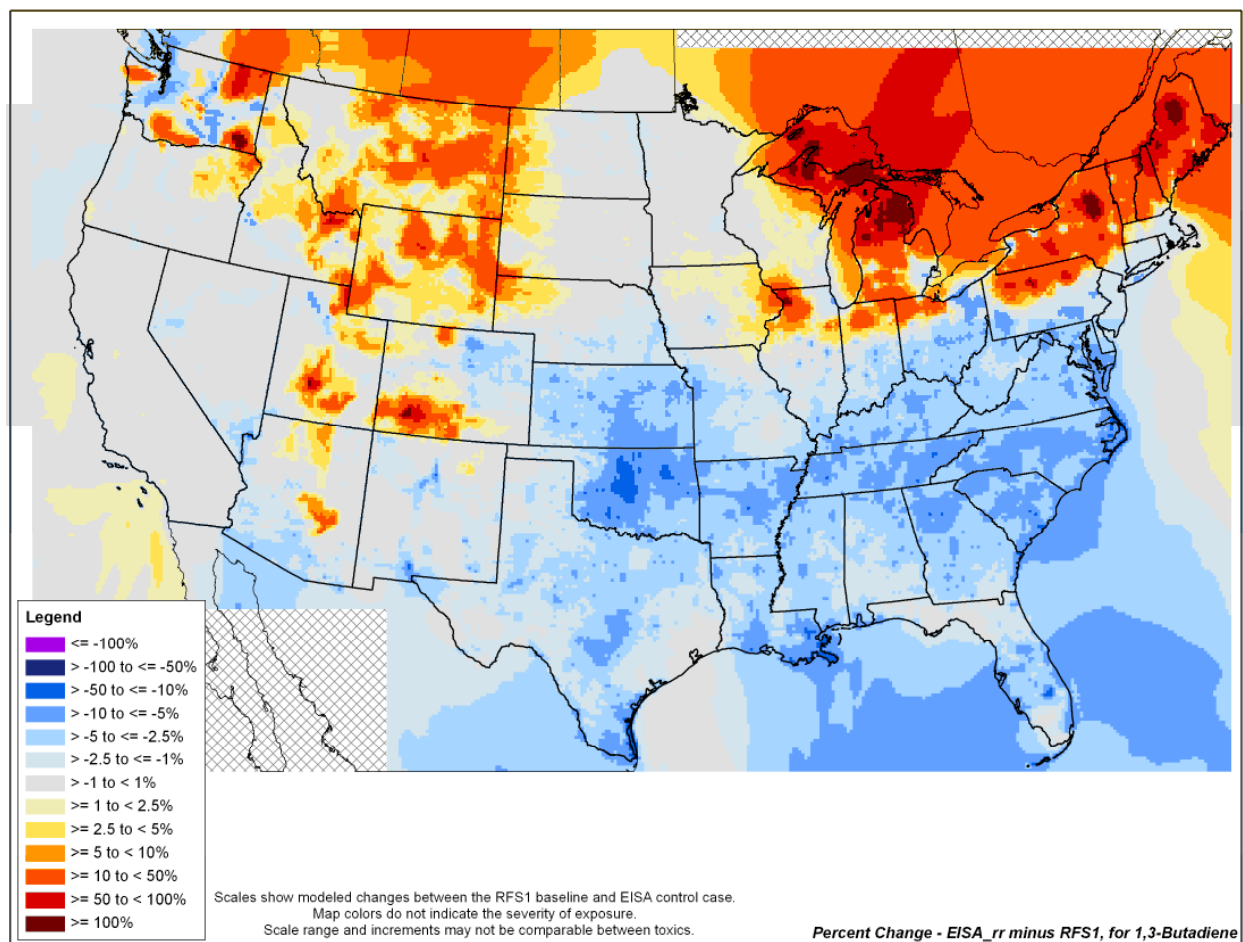 Legend
<= -100%
> -100 to <= -50%
> -50 to <= -10%
> -10 to <= -5%
> -5 to <= -2.5%
> -2.5 to <= -1%
> -1 to < 1%
>= 1 to < 2.5%
>= 2.5 to < 5%
>= 5 to < 10%
>= 10 to < 50%
>= 50 to < 100%
>= 100%
Scales show modeled changes between the RFS1 baseline and EISA control case.
Map colors do not indicate the severity of exposure.
Scale range and increments may not be comparable between toxics.
Percent Change - EISA_rr minus RFS1, for 1,3-Butadiene